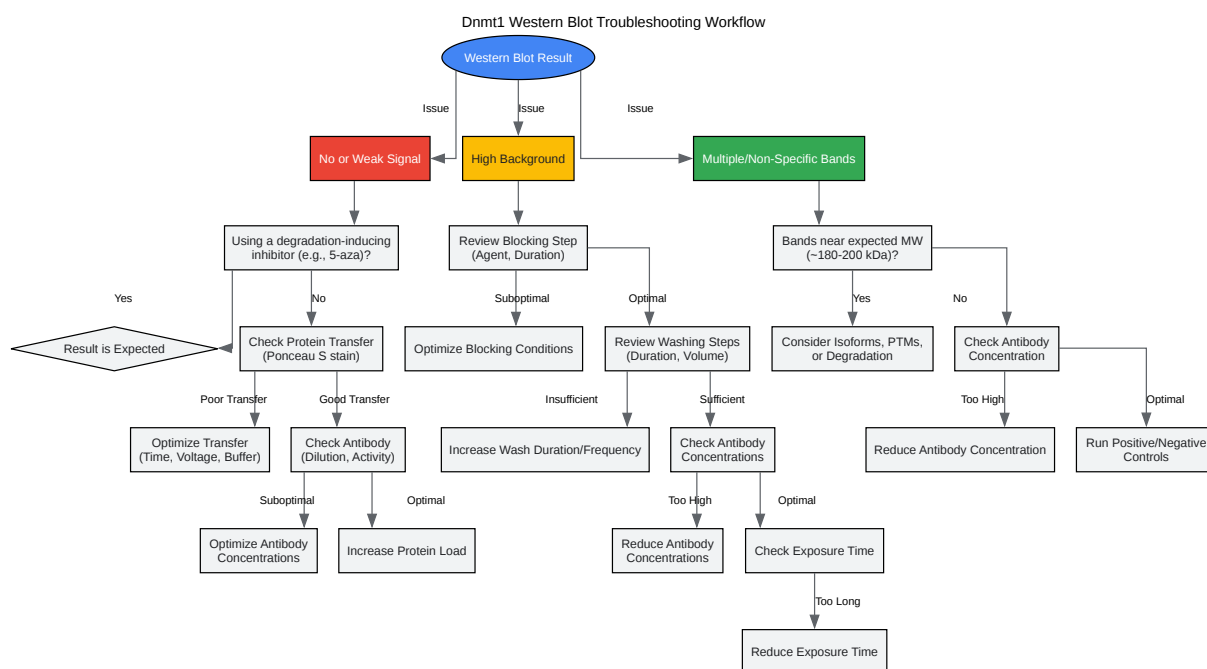 Dnmt1 Western Blot Troubleshooting Workflow
Western Blot Result
Issue
Issue
Issue
No or Weak Signal
High Background
Multiple/Non-Specific Bands
Using a degradation-inducing
inhibitor (e.g., 5-aza)?
Review Blocking Step
(Agent, Duration)
Bands near expected MW
(~180-200 kDa)?
Yes
No
Suboptimal
Optimal
Yes
No
Result is Expected
Check Protein Transfer
(Ponceau S stain)
Optimize Blocking Conditions
Review Washing Steps
(Duration, Volume)
Consider Isoforms, PTMs,
or Degradation
Check Antibody
Concentration
Poor Transfer
Good Transfer
Insufficient
Sufficient
Too High
Optimal
Optimize Transfer
(Time, Voltage, Buffer)
Check Antibody
(Dilution, Activity)
Increase Wash Duration/Frequency
Check Antibody
Concentrations
Reduce Antibody Concentration
Run Positive/Negative
Controls
Suboptimal
Optimal
Too High
Optimal
Optimize Antibody
Concentrations
Increase Protein Load
Reduce Antibody
Concentrations
Check Exposure Time
Too Long
Reduce Exposure Time